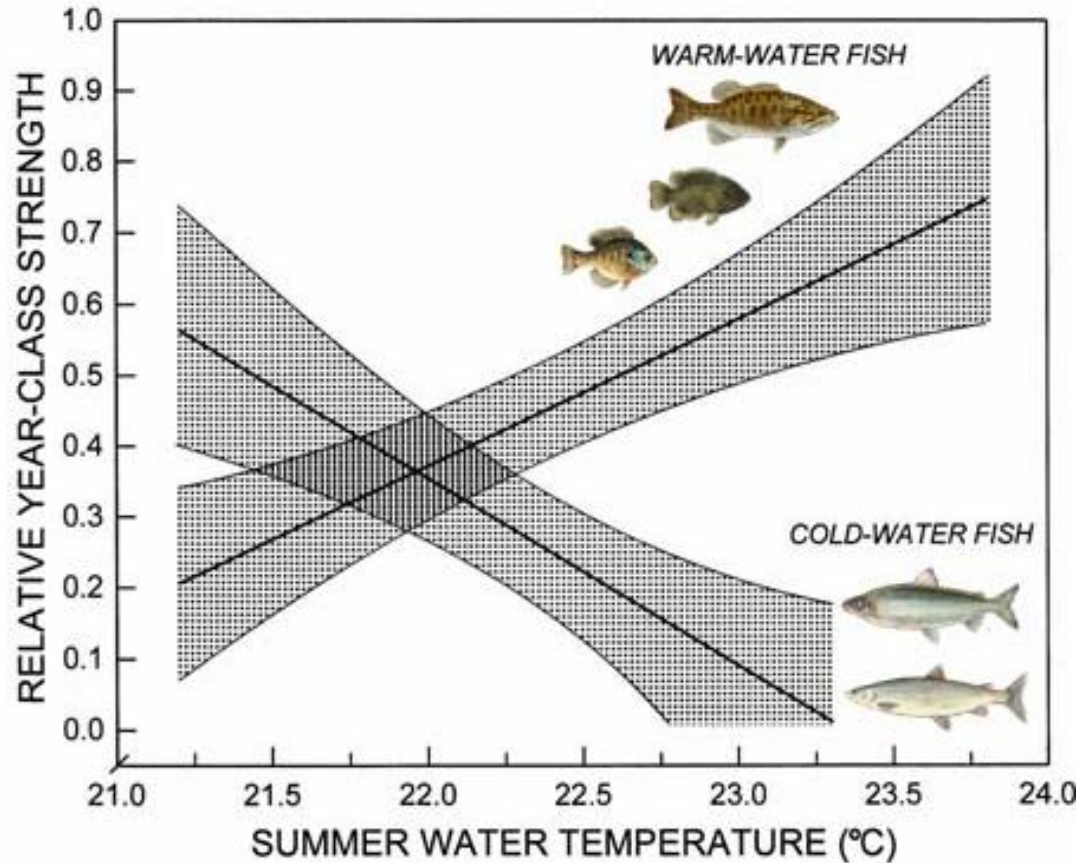 RELATIVE YEAR-CLASS STRENGTH
1.0
0.9
0.8
0.7
0.6
0.5
0.4
0.3
0.2
0.1
0.0
WARM-WATER FISH
COLD-WATER FISH
21.0 21.5 22.0 22.5 23.0 23.5 24.0
SUMMER WATER TEMPERATURE (ºC)